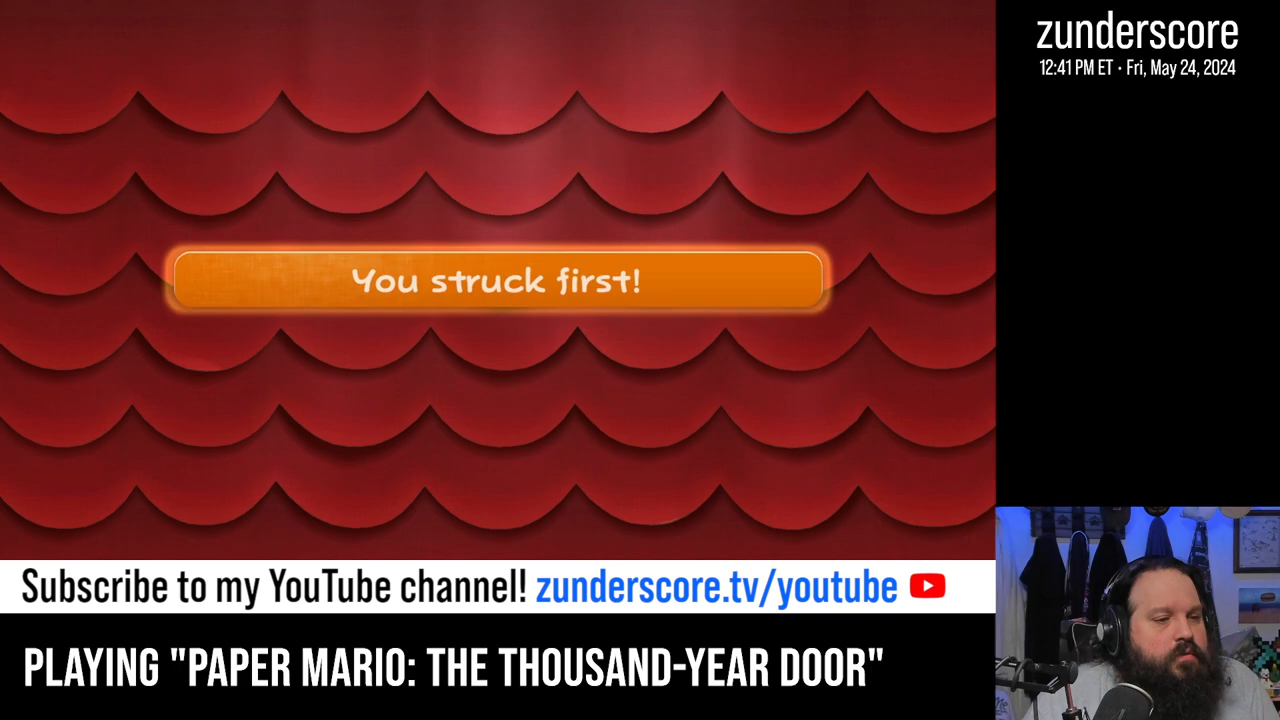 zunderscore
12:41 PM ET · Fri, May 24, 2024
You struck first!
Subscribe to my YouTube channel! zunderscore.tv/youtube
PLAYING "PAPER MARIO: THE THOUSAND-YEAR DOOR"